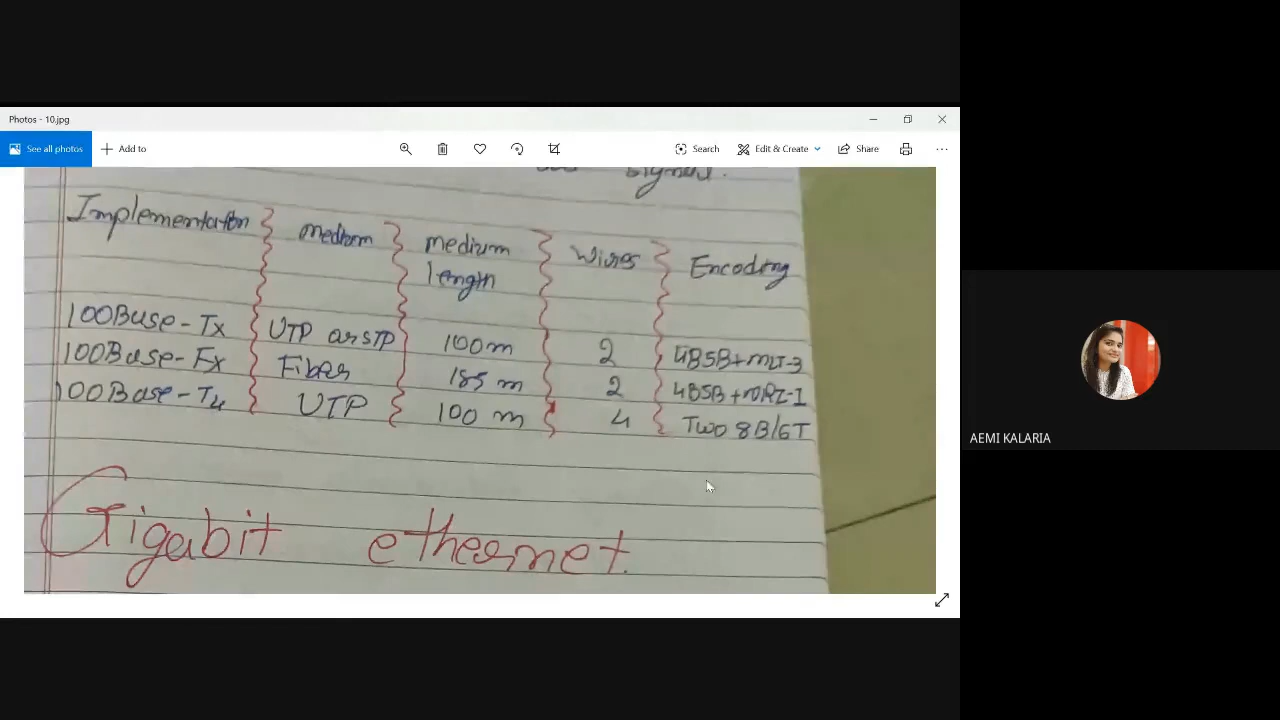 Photos - 10.jpg
See all photos
Add to
Search
Edit & Create
Share
Implementation medium medium length Wires Encoding
100Base-Tx UTP or STP 100m 2 4B5B+MLT-3
100Base-Fx Fiber 185 m 2 4B5B+NRZ-I
100Base-T4 UTP 100 m 4 Two 8B/6T
Gigabit ethernet.
AEMI KALARIA